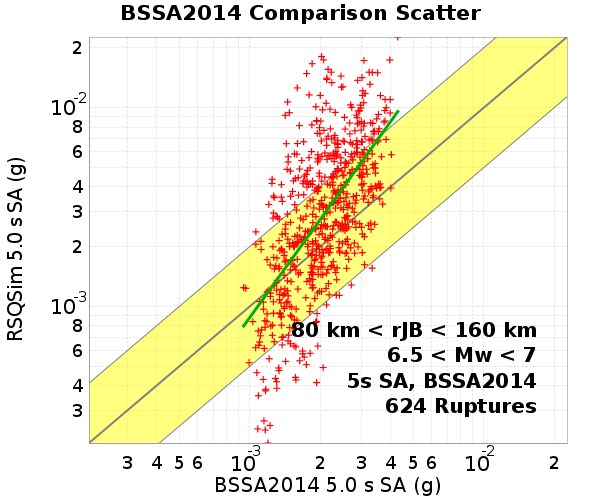 BSSA2014 Comparison Scatter
RSQSim 5.0 s SA (g)
2
10^-2
8
6
4
3
2
10^-3
8
6
4
3
80 km < rJB < 160 km
6.5 < Mw < 7
5s SA, BSSA2014
624 Ruptures
3 4 5 6 10^-3 2 3 4 5 6 10^-2 2
BSSA2014 5.0 s SA (g)